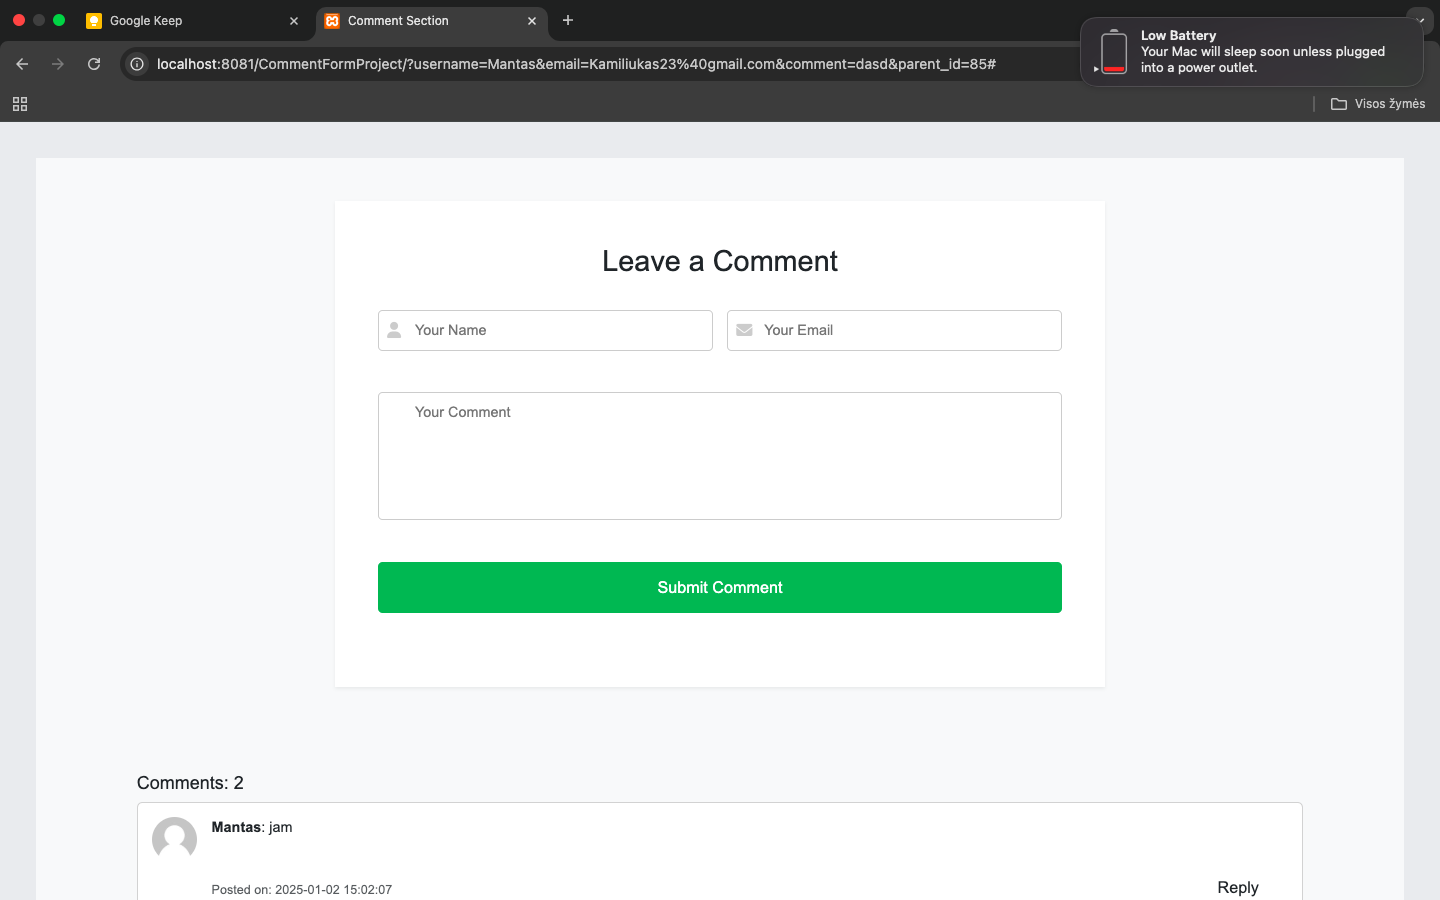 Google Keep
Comment Section
Low Battery
Your Mac will sleep soon unless plugged
into a power outlet.
localhost:8081/CommentFormProject/?username=Mantas&email=Kamiliukas23%40gmail.com&comment=dasd&parent_id=85#
Visos žymės
Leave a Comment
Your Name
Your Email
Your Comment
Submit Comment
Comments: 2
Mantas: jam
Posted on: 2025-01-02 15:02:07
Reply